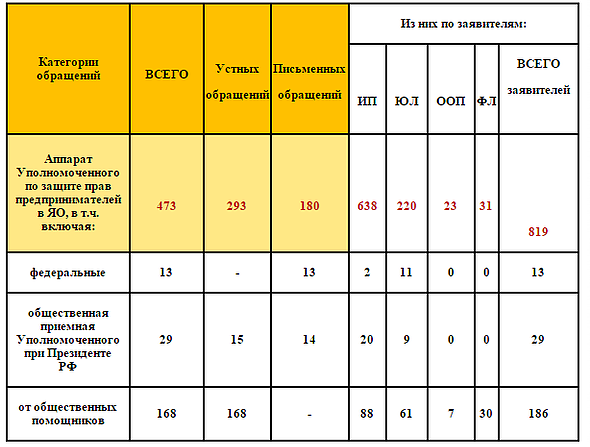 Из них по заявителям:
Категории
обращений
ВСЕГО
Устных
обращений
Письменных
обращений
ИП
ЮЛ
ООП
ФЛ
ВСЕГО
заявителей
Аппарат
Уполномоченного
по защите прав
предпринимателей
в ЯО, в т.ч.
включая:
473
293
180
638
220
23
31
819
федеральные
13
-
13
2
11
0
0
13
общественная
приемная
Уполномоченного
при Президенте
РФ
29
15
14
20
9
0
0
29
от общественных
помощников
168
168
-
88
61
7
30
186